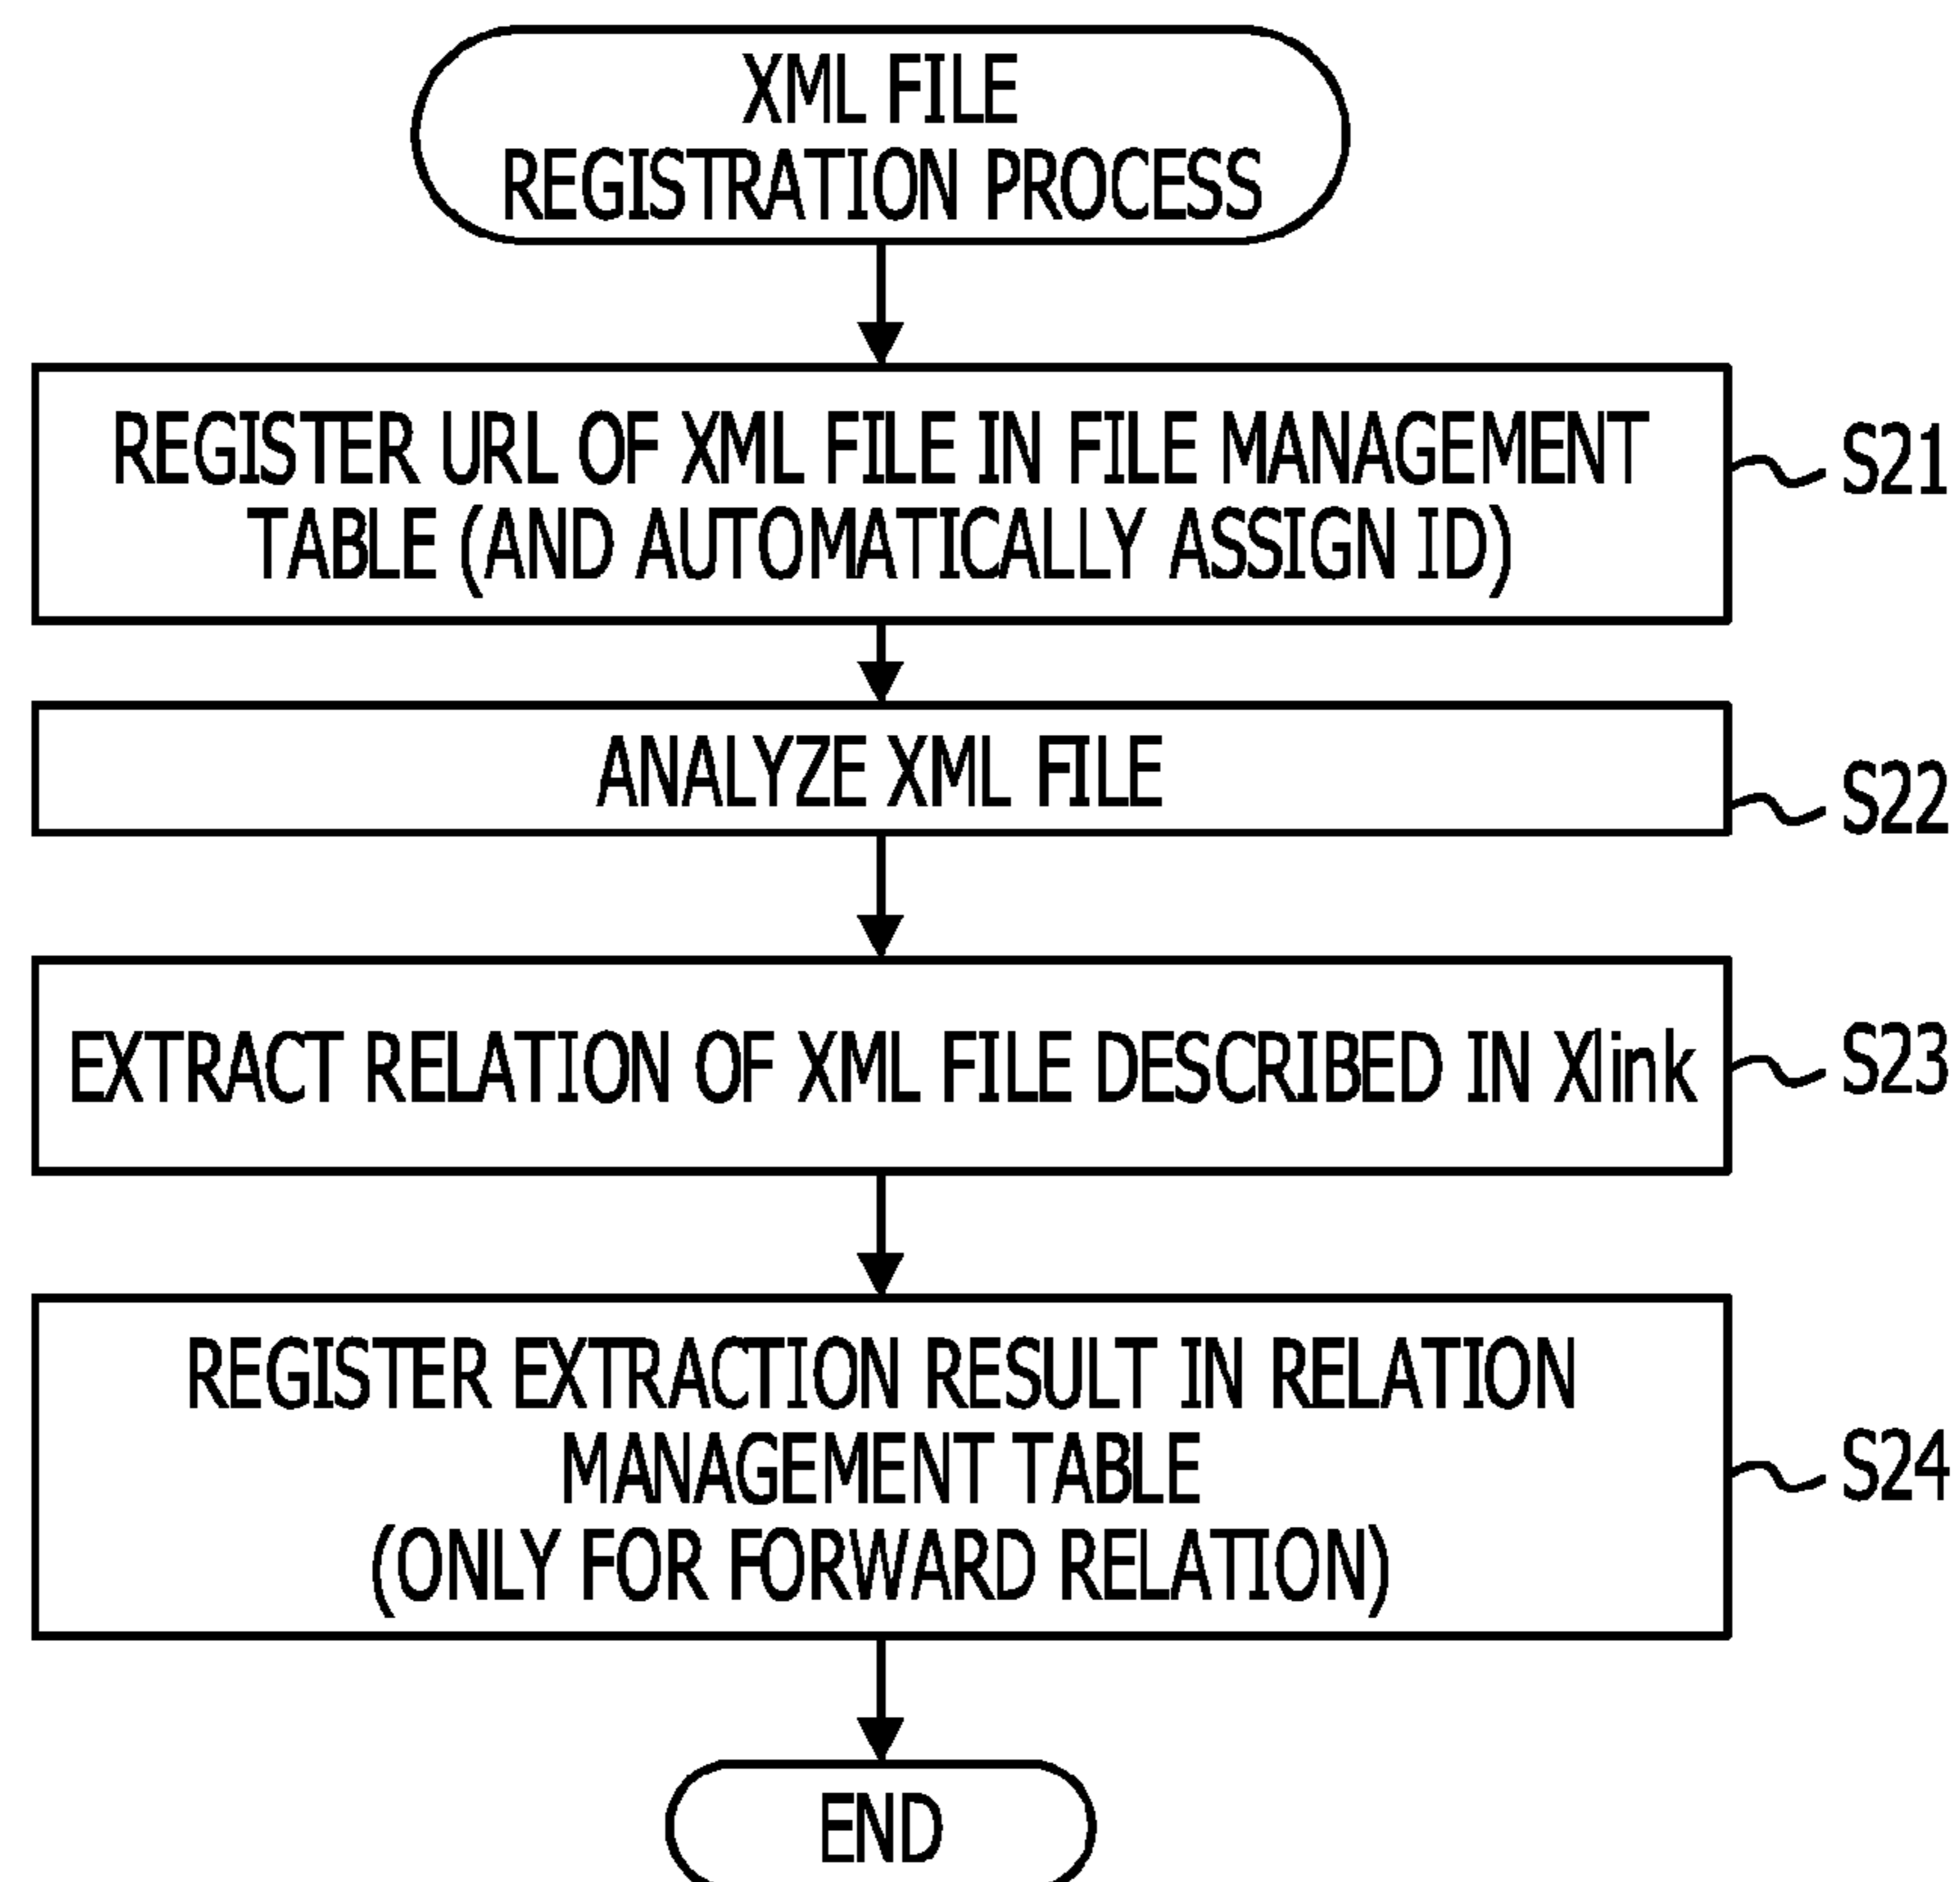 XML FILE
REGISTRATION PROCESS
REGISTER URL OF XML FILE IN FILE MANAGEMENT
TABLE (AND AUTOMATICALLY ASSIGN ID)
S21
ANALYZE XML FILE
S22
EXTRACT RELATION OF XML FILE DESCRIBED IN Xlink
S23
REGISTER EXTRACTION RESULT IN RELATION
MANAGEMENT TABLE
(ONLY FOR FORWARD RELATION)
S24
END